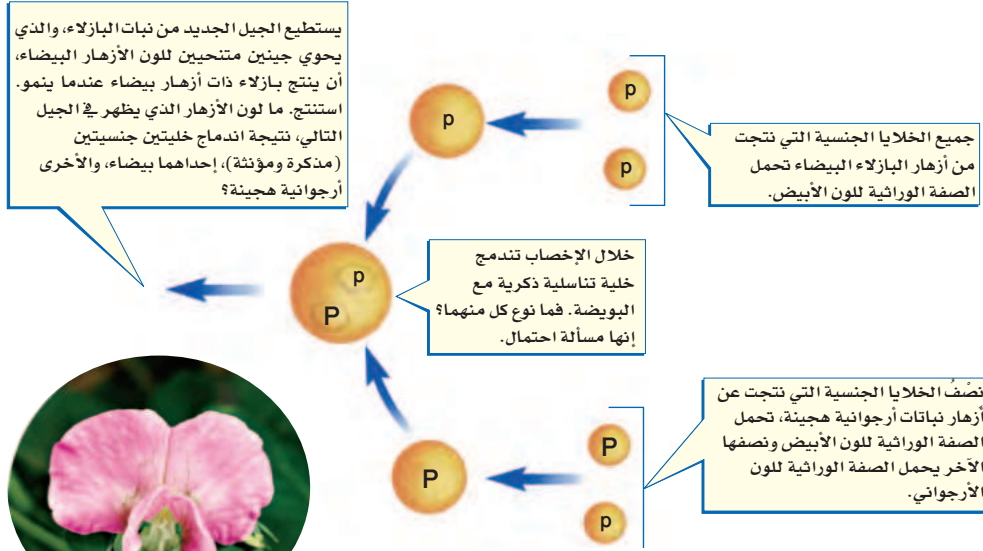 يستطيع الجيل الجديد من نبات البازلاء، والذي
يحوي جينين متنحيين للون الأزهار البيضاء،
أن ينتج بازلاء ذات أزهار بيضاء عندما ينمو.
استنتج. ما لون الأزهار الذي يظهر في الجيل
التالي، نتيجة اندماج خليتين جنسيتين
(مذكرة ومؤنثة)، إحداهما بيضاء، والأخرى
أرجوانية هجينة؟
p
p
p
جميع الخلايا الجنسية التي نتجت
من أزهار البازلاء البيضاء تحمل
الصفة الوراثية للون الأبيض.
p
P
خلال الإخصاب تندمج
خلية تناسلية ذكرية مع
البويضة. فما نوع كل منهما؟
إنها مسألة احتمال.
P
P
p
نصْفُ الخلايا الجنسية التي نتجت عن
أزهار نباتات أرجوانية هجينة، تحمل
الصفة الوراثية للون الأبيض ونصفها
الآخر يحمل الصفة الوراثية للون
الأرجواني.